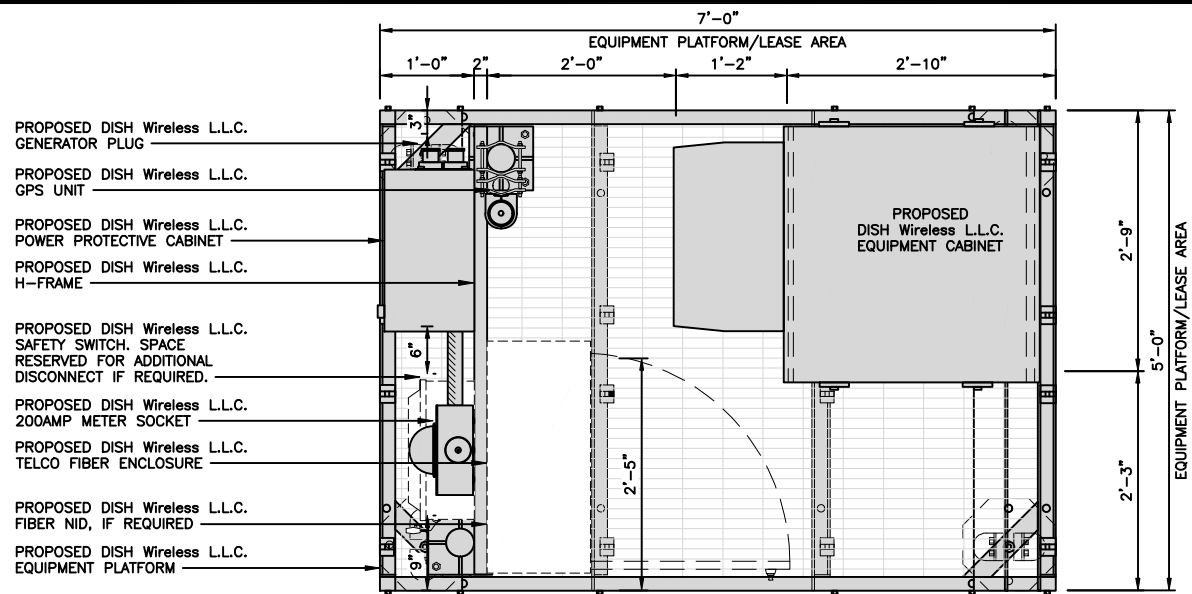 7'-0"
EQUIPMENT PLATFORM/LEASE AREA
1'-0"
2"
2'-0"
1'-2"
2'-10"
PROPOSED DISH Wireless L.L.C.
GENERATOR PLUG
PROPOSED DISH Wireless L.L.C.
GPS UNIT
PROPOSED DISH Wireless L.L.C.
POWER PROTECTIVE CABINET
PROPOSED DISH Wireless L.L.C.
H-FRAME
PROPOSED DISH Wireless L.L.C.
SAFETY SWITCH. SPACE
RESERVED FOR ADDITIONAL
DISCONNECT IF REQUIRED.
PROPOSED DISH Wireless L.L.C.
200AMP METER SOCKET
PROPOSED DISH Wireless L.L.C.
TELCO FIBER ENCLOSURE
PROPOSED DISH Wireless L.L.C.
FIBER NID, IF REQUIRED
PROPOSED DISH Wireless L.L.C.
EQUIPMENT PLATFORM
3"
6"
9"
2'-5"
PROPOSED
DISH Wireless L.L.C.
EQUIPMENT CABINET
2'-9"
2'-3"
5'-0"
EQUIPMENT PLATFORM/LEASE AREA